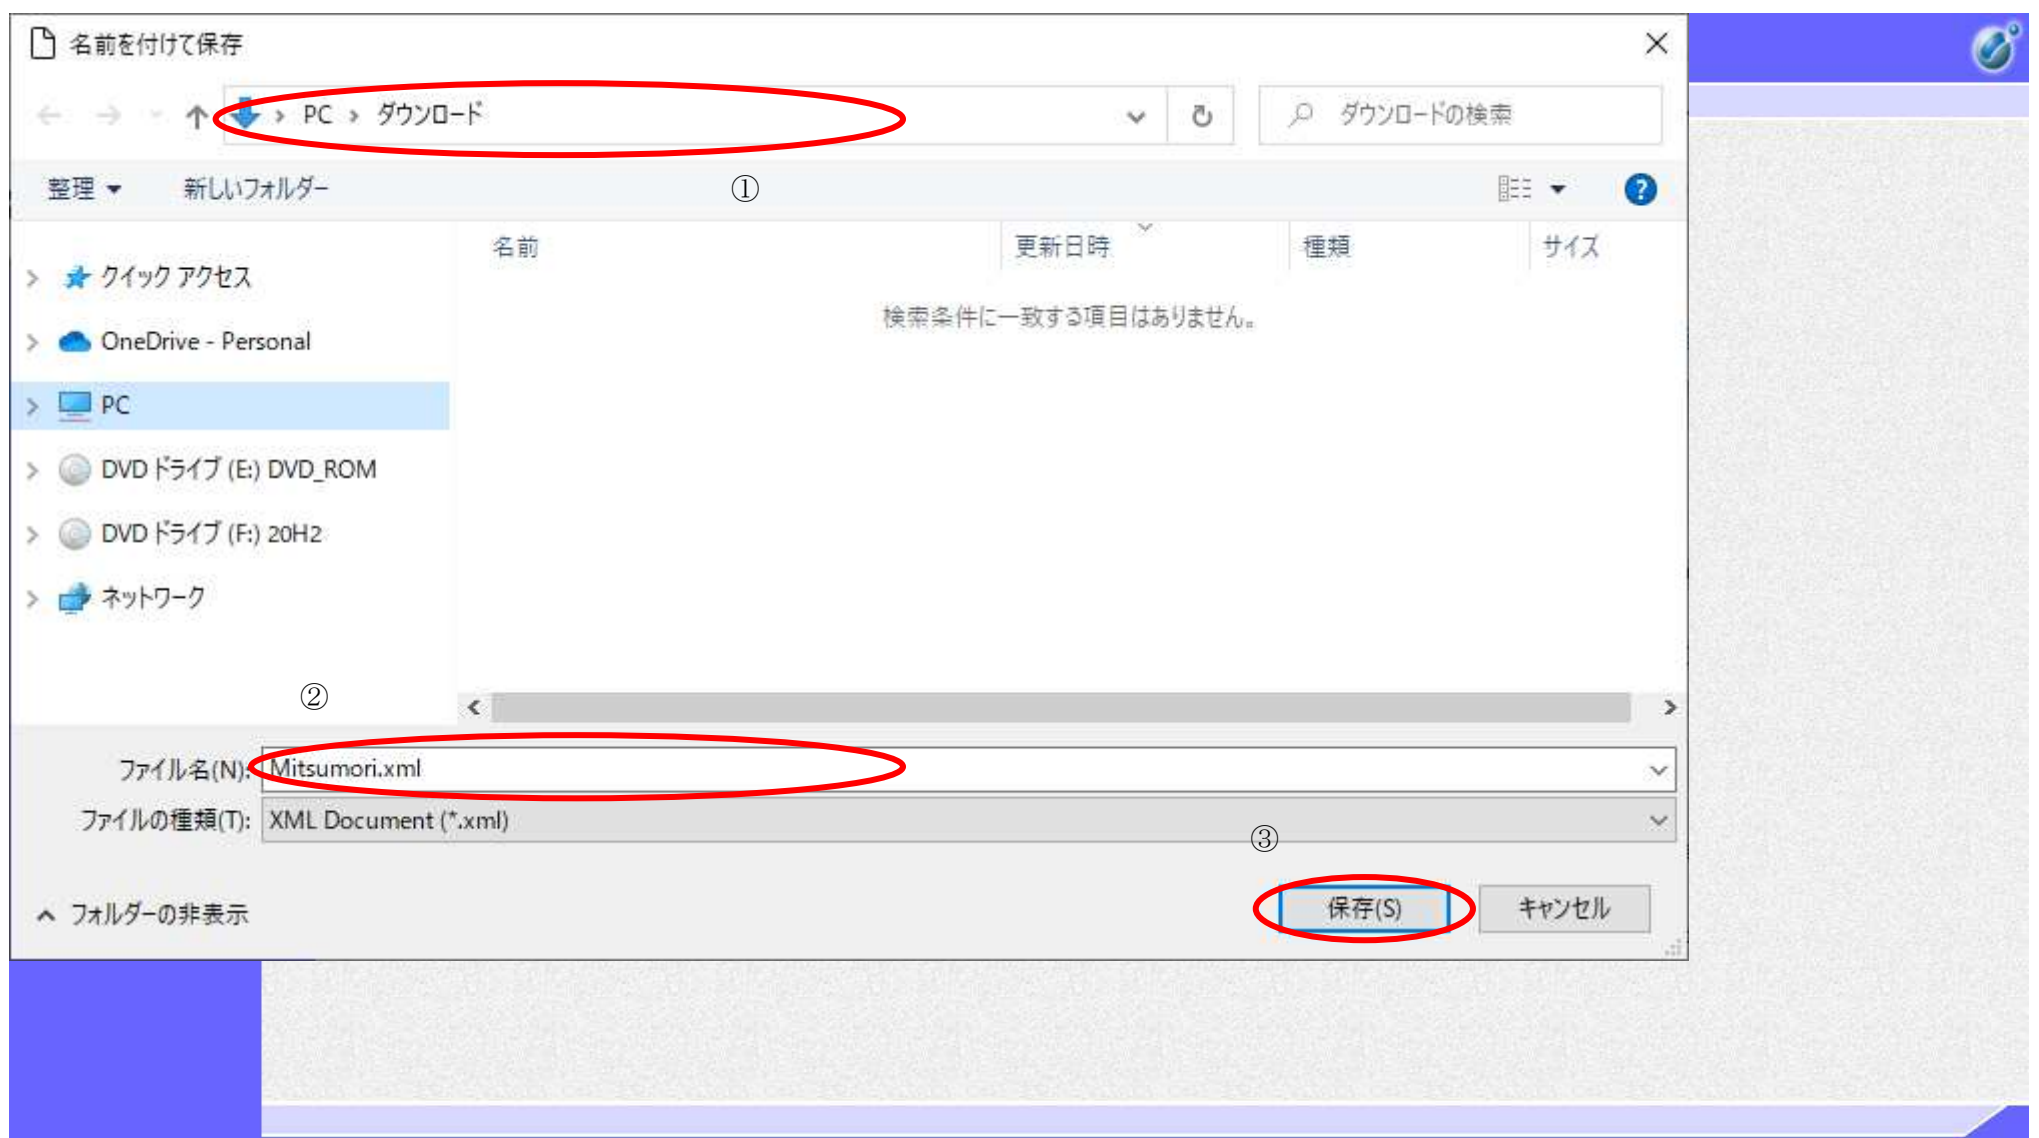 名前を付けて保存
PC › ダウンロード
ダウンロードの検索
整理
新しいフォルダー
①
名前
更新日時
種類
サイズ
検索条件に一致する項目はありません。
クイック アクセス
OneDrive - Personal
PC
DVD ドライブ (E:) DVD_ROM
DVD ドライブ (F:) 20H2
ネットワーク
②
ファイル名(N): Mitsumori.xml
ファイルの種類(T): XML Document (*.xml)
③
フォルダーの非表示
保存(S)
キャンセル